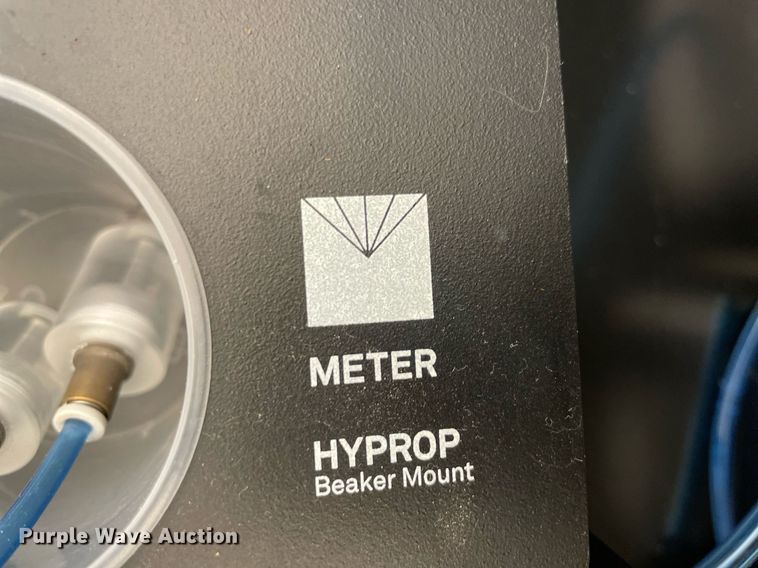 METER
HYPROP
Beaker Mount
Purple Wave Auction